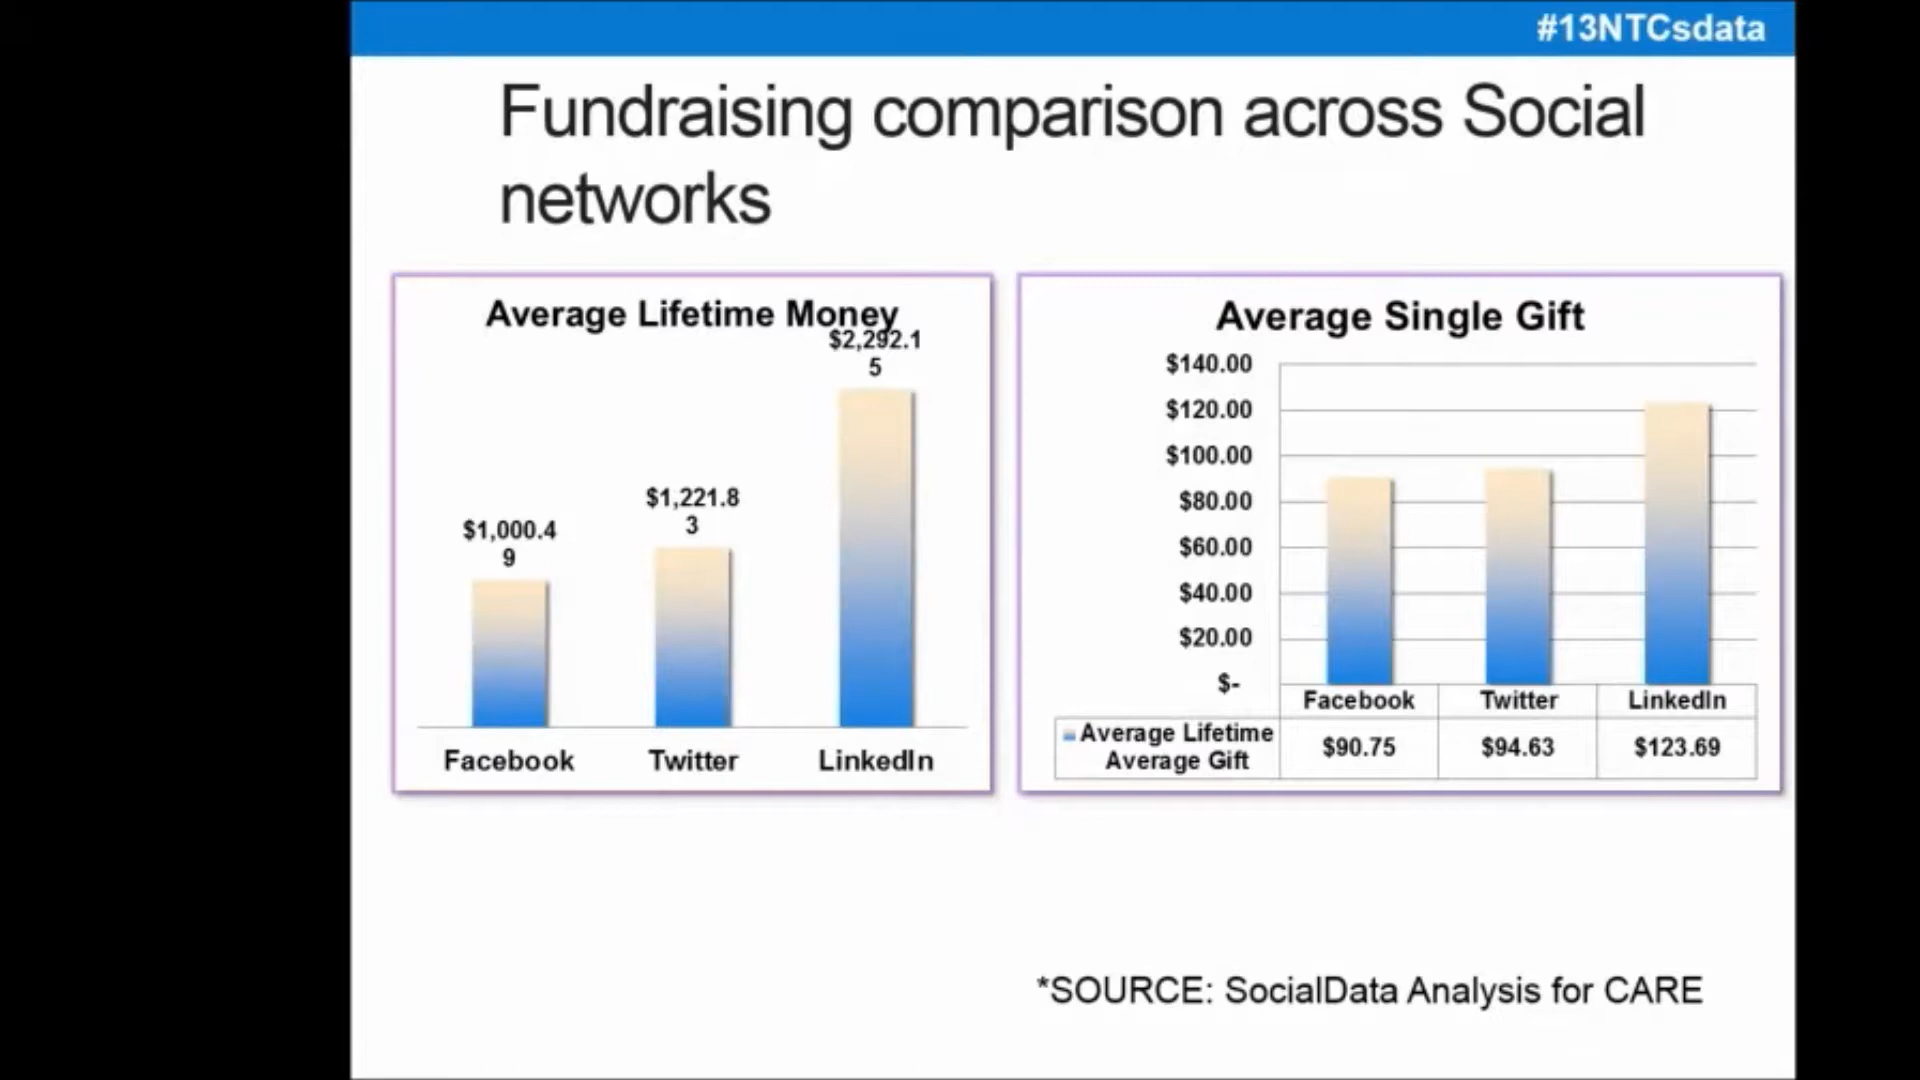 #13NTCsdata
Fundraising comparison across Social
networks
Average Lifetime Money
$2,292.1
5
$1,221.8
3
$1,000.4
9
Facebook Twitter LinkedIn
Average Single Gift
$140.00
$120.00
$100.00
$80.00
$60.00
$40.00
$20.00
$-
Facebook Twitter LinkedIn
Average Lifetime
Average Gift
$90.75 $94.63 $123.69
*SOURCE: SocialData Analysis for CARE